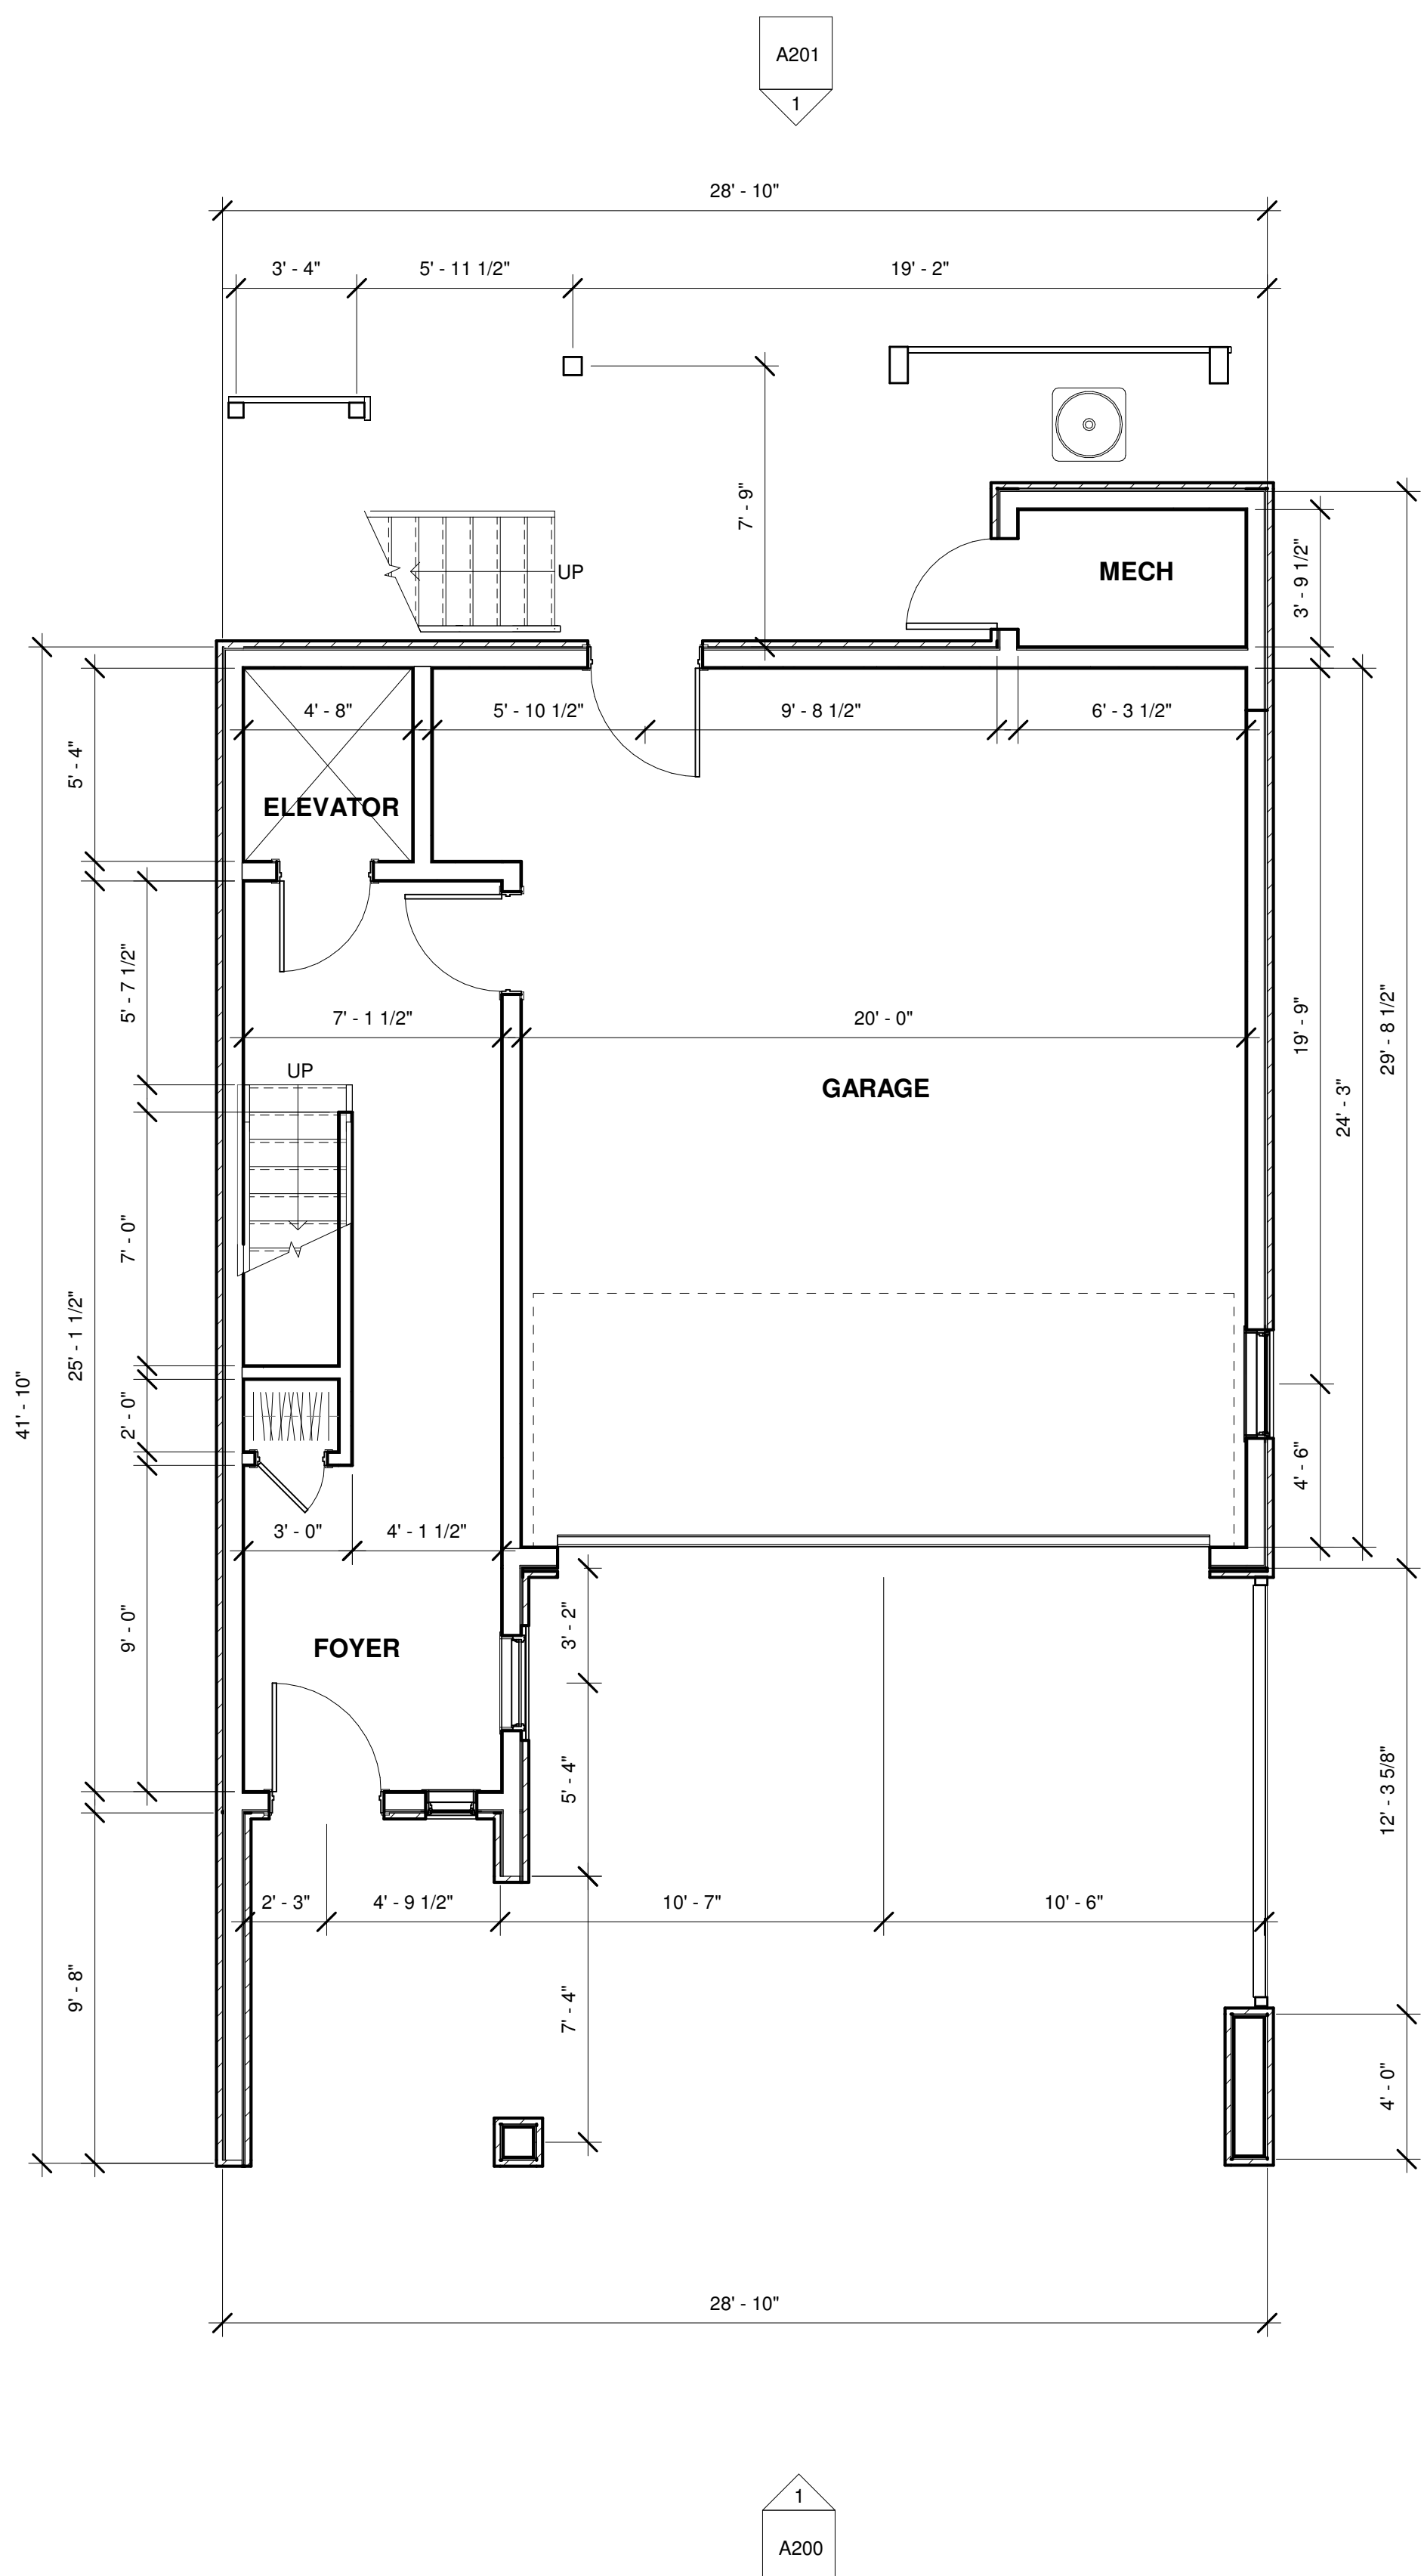 A201
1
28' - 10"
3' - 4"
5' - 11 1/2"
19' - 2"
7' - 9"
UP
MECH
3' - 9 1/2"
4' - 8"
5' - 10 1/2"
9' - 8 1/2"
6' - 3 1/2"
5' - 4"
ELEVATOR
5' - 7 1/2"
7' - 1 1/2"
20' - 0"
19' - 9"
29' - 8 1/2"
UP
GARAGE
24' - 3"
7' - 0"
25' - 1 1/2"
41' - 10"
2' - 0"
4' - 6"
3' - 0"
4' - 1 1/2"
9' - 0"
FOYER
3' - 2"
5' - 4"
12' - 3 5/8"
2' - 3"
4' - 9 1/2"
10' - 7"
10' - 6"
9' - 8"
7' - 4"
4' - 0"
28' - 10"
1
A200